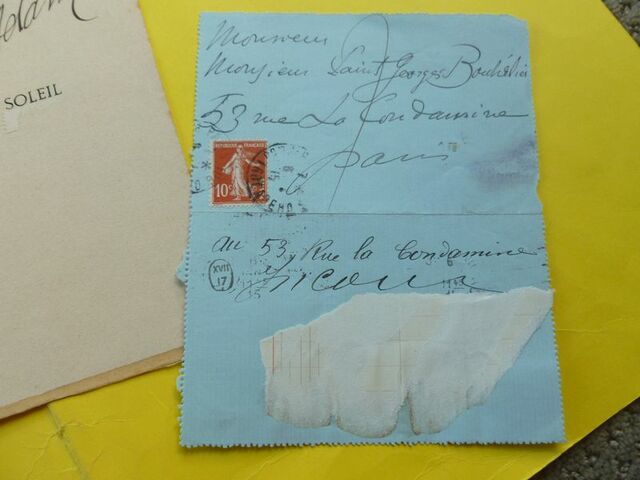 SOLEIL
Monsieur
Monsieur Saint Georges Bouhélier
53 rue La Condamine
Paris
REPUBLIQUE FRANÇAISE
10c
au 53 Rue la Condamine
XVII
17